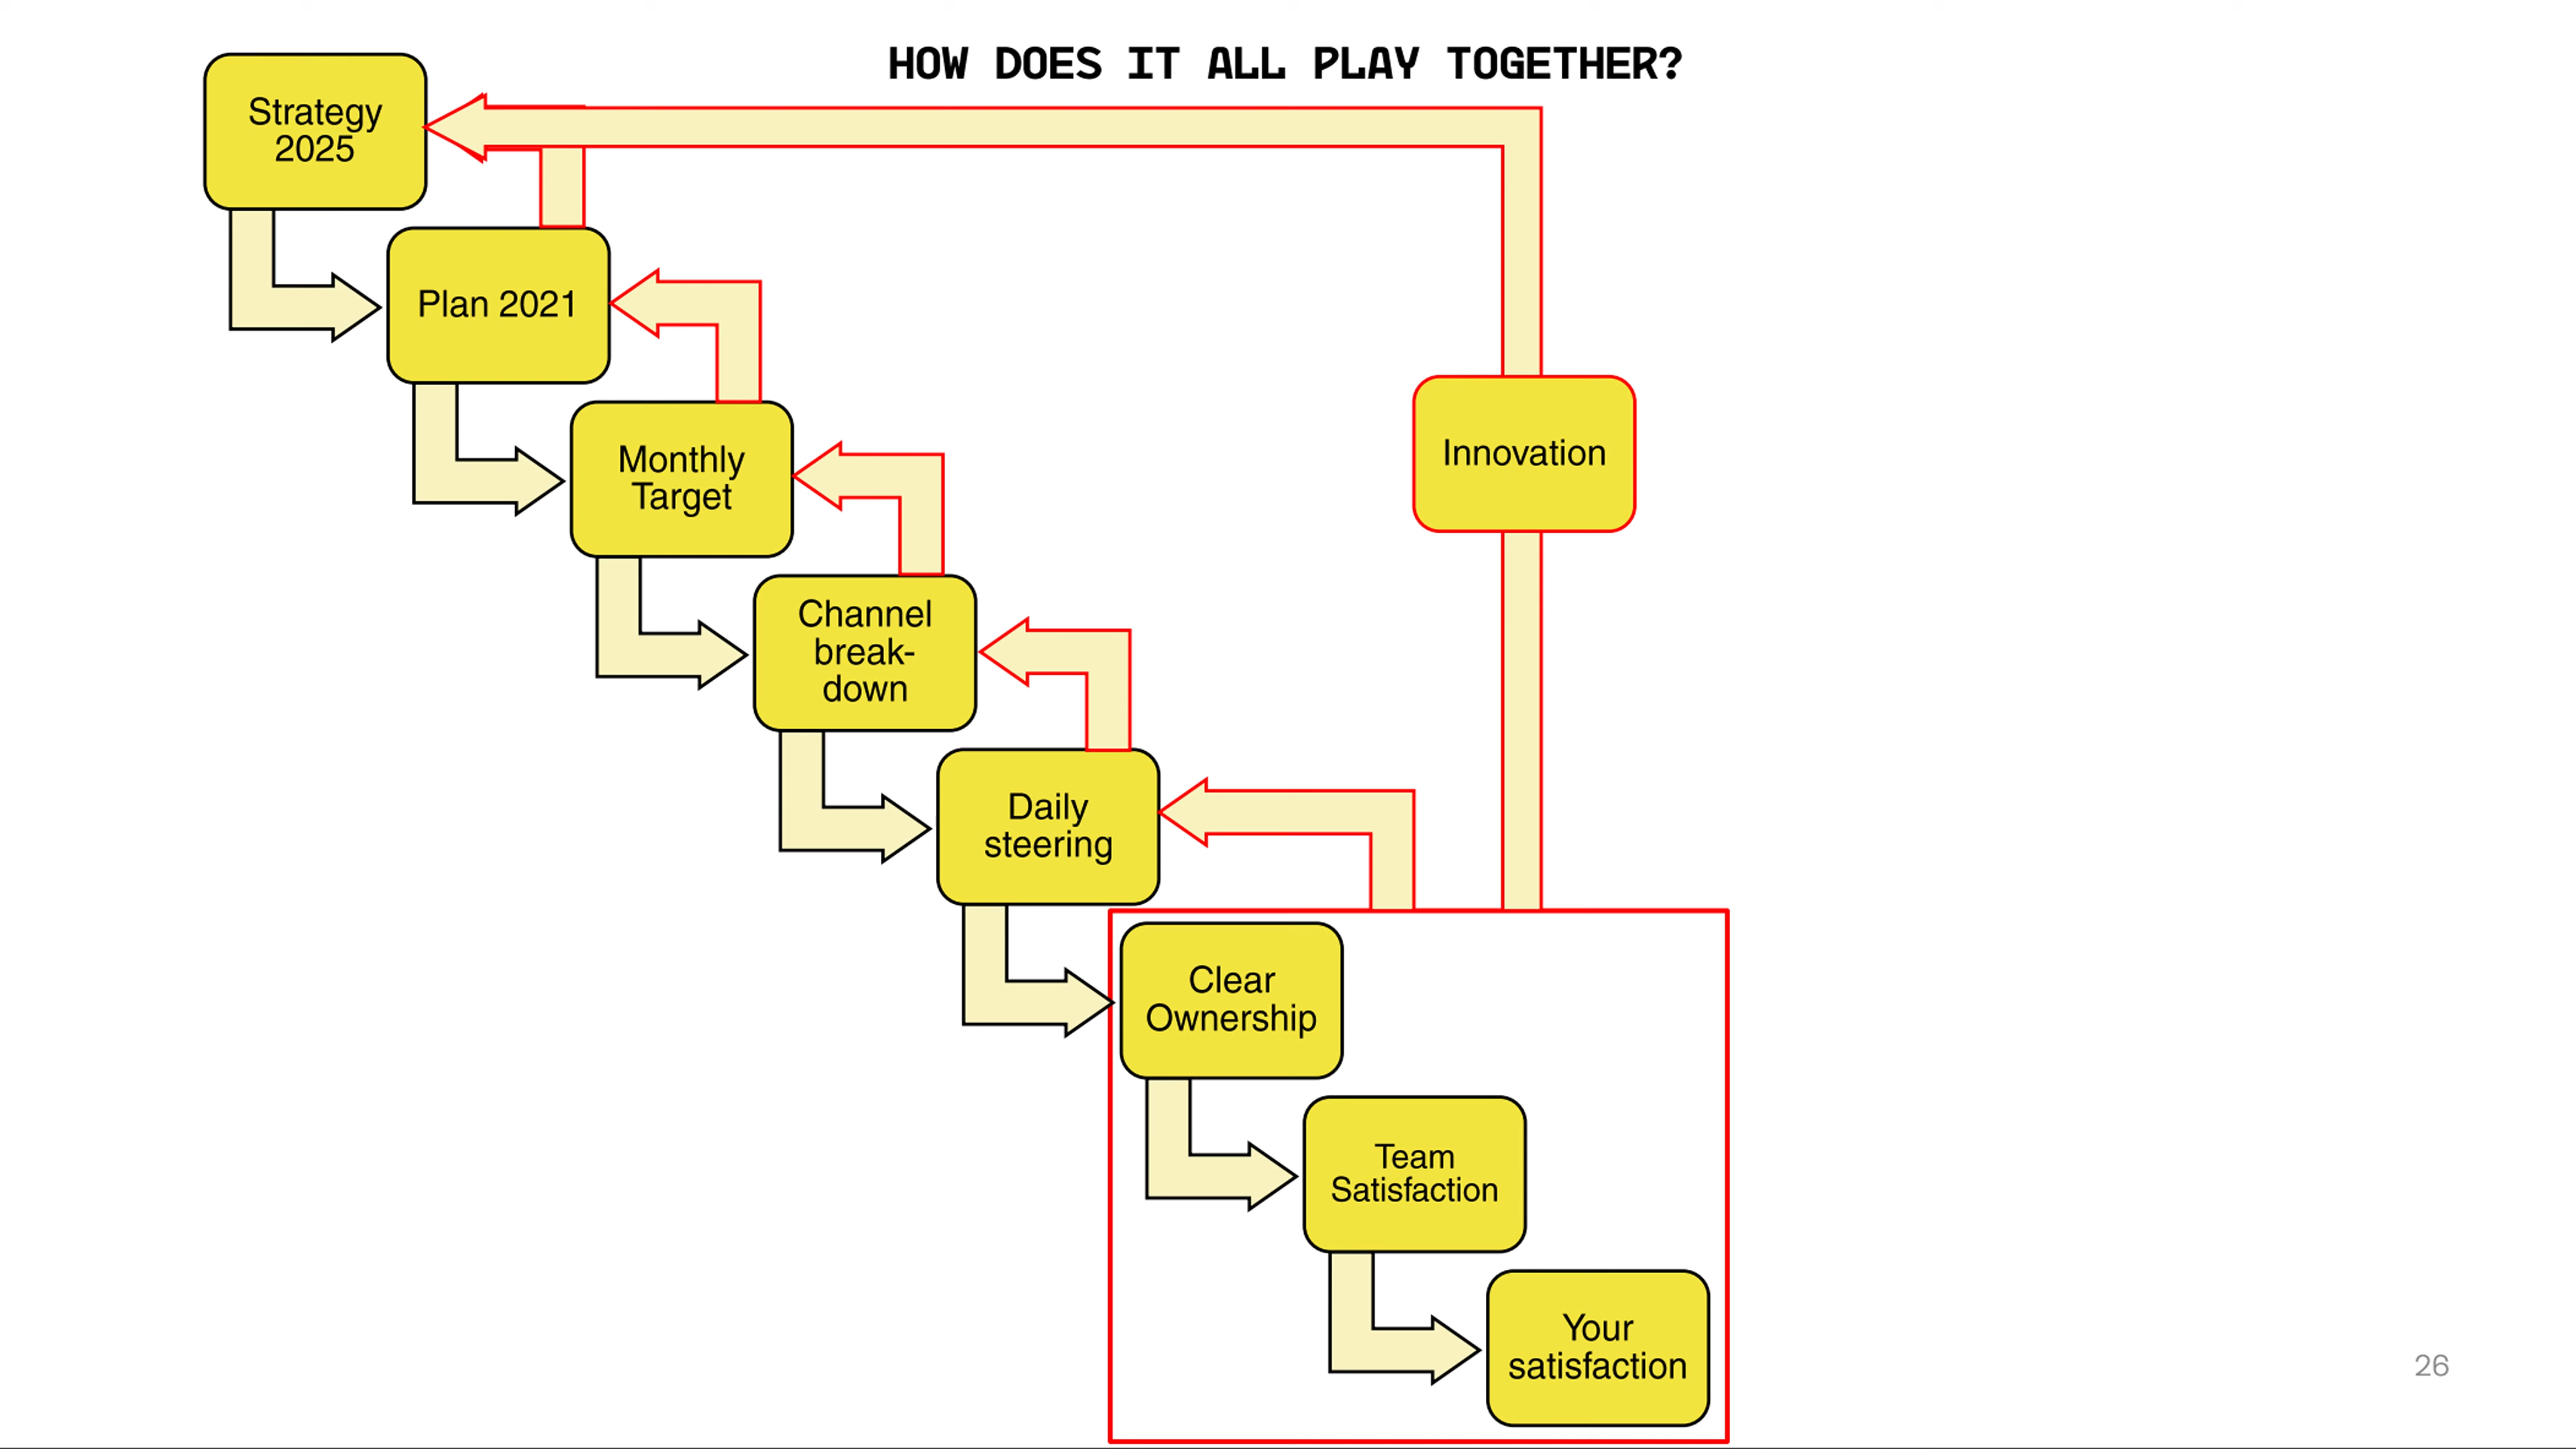 HOW DOES IT ALL PLAY TOGETHER?
Strategy
2025
Plan 2021
Monthly
Target
Innovation
Channel
break-
down
Daily
steering
Clear
Ownership
Team
Satisfaction
Your
satisfaction
26